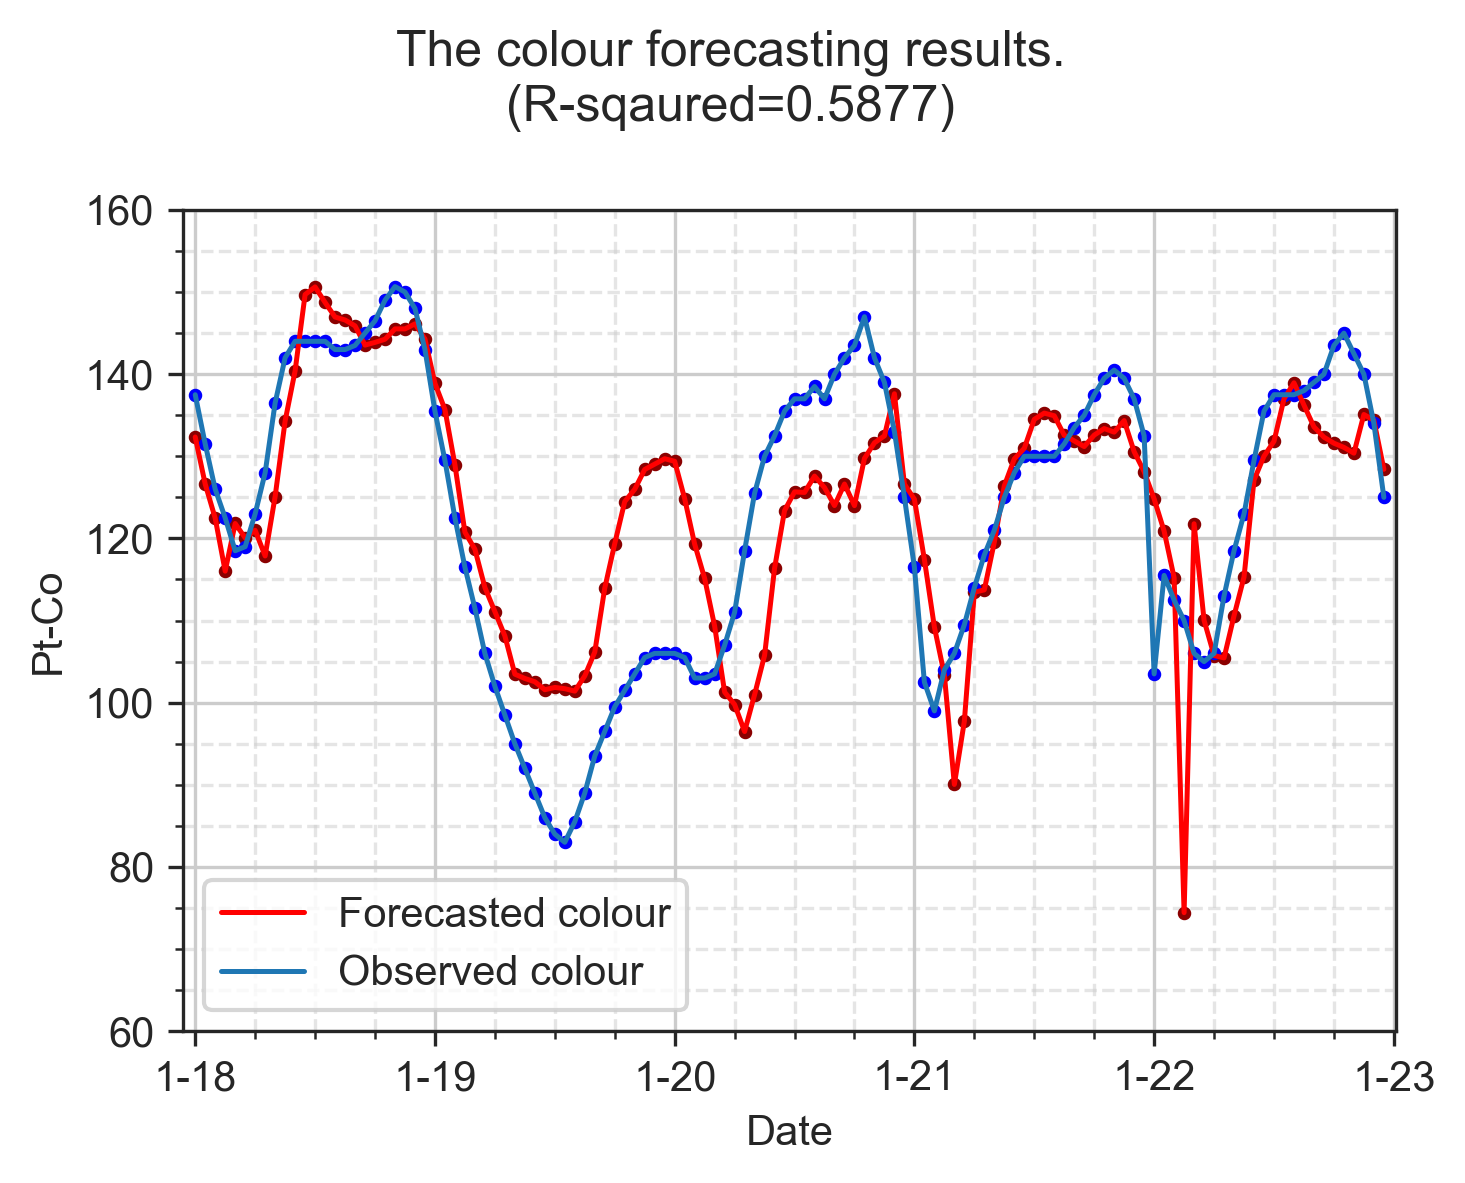 The colour forecasting results.
(R-sqaured=0.5877)
160
140
120
100
80
60
Pt-Co
Forecasted colour
Observed colour
1-18
1-19
1-20
1-21
1-22
1-23
Date